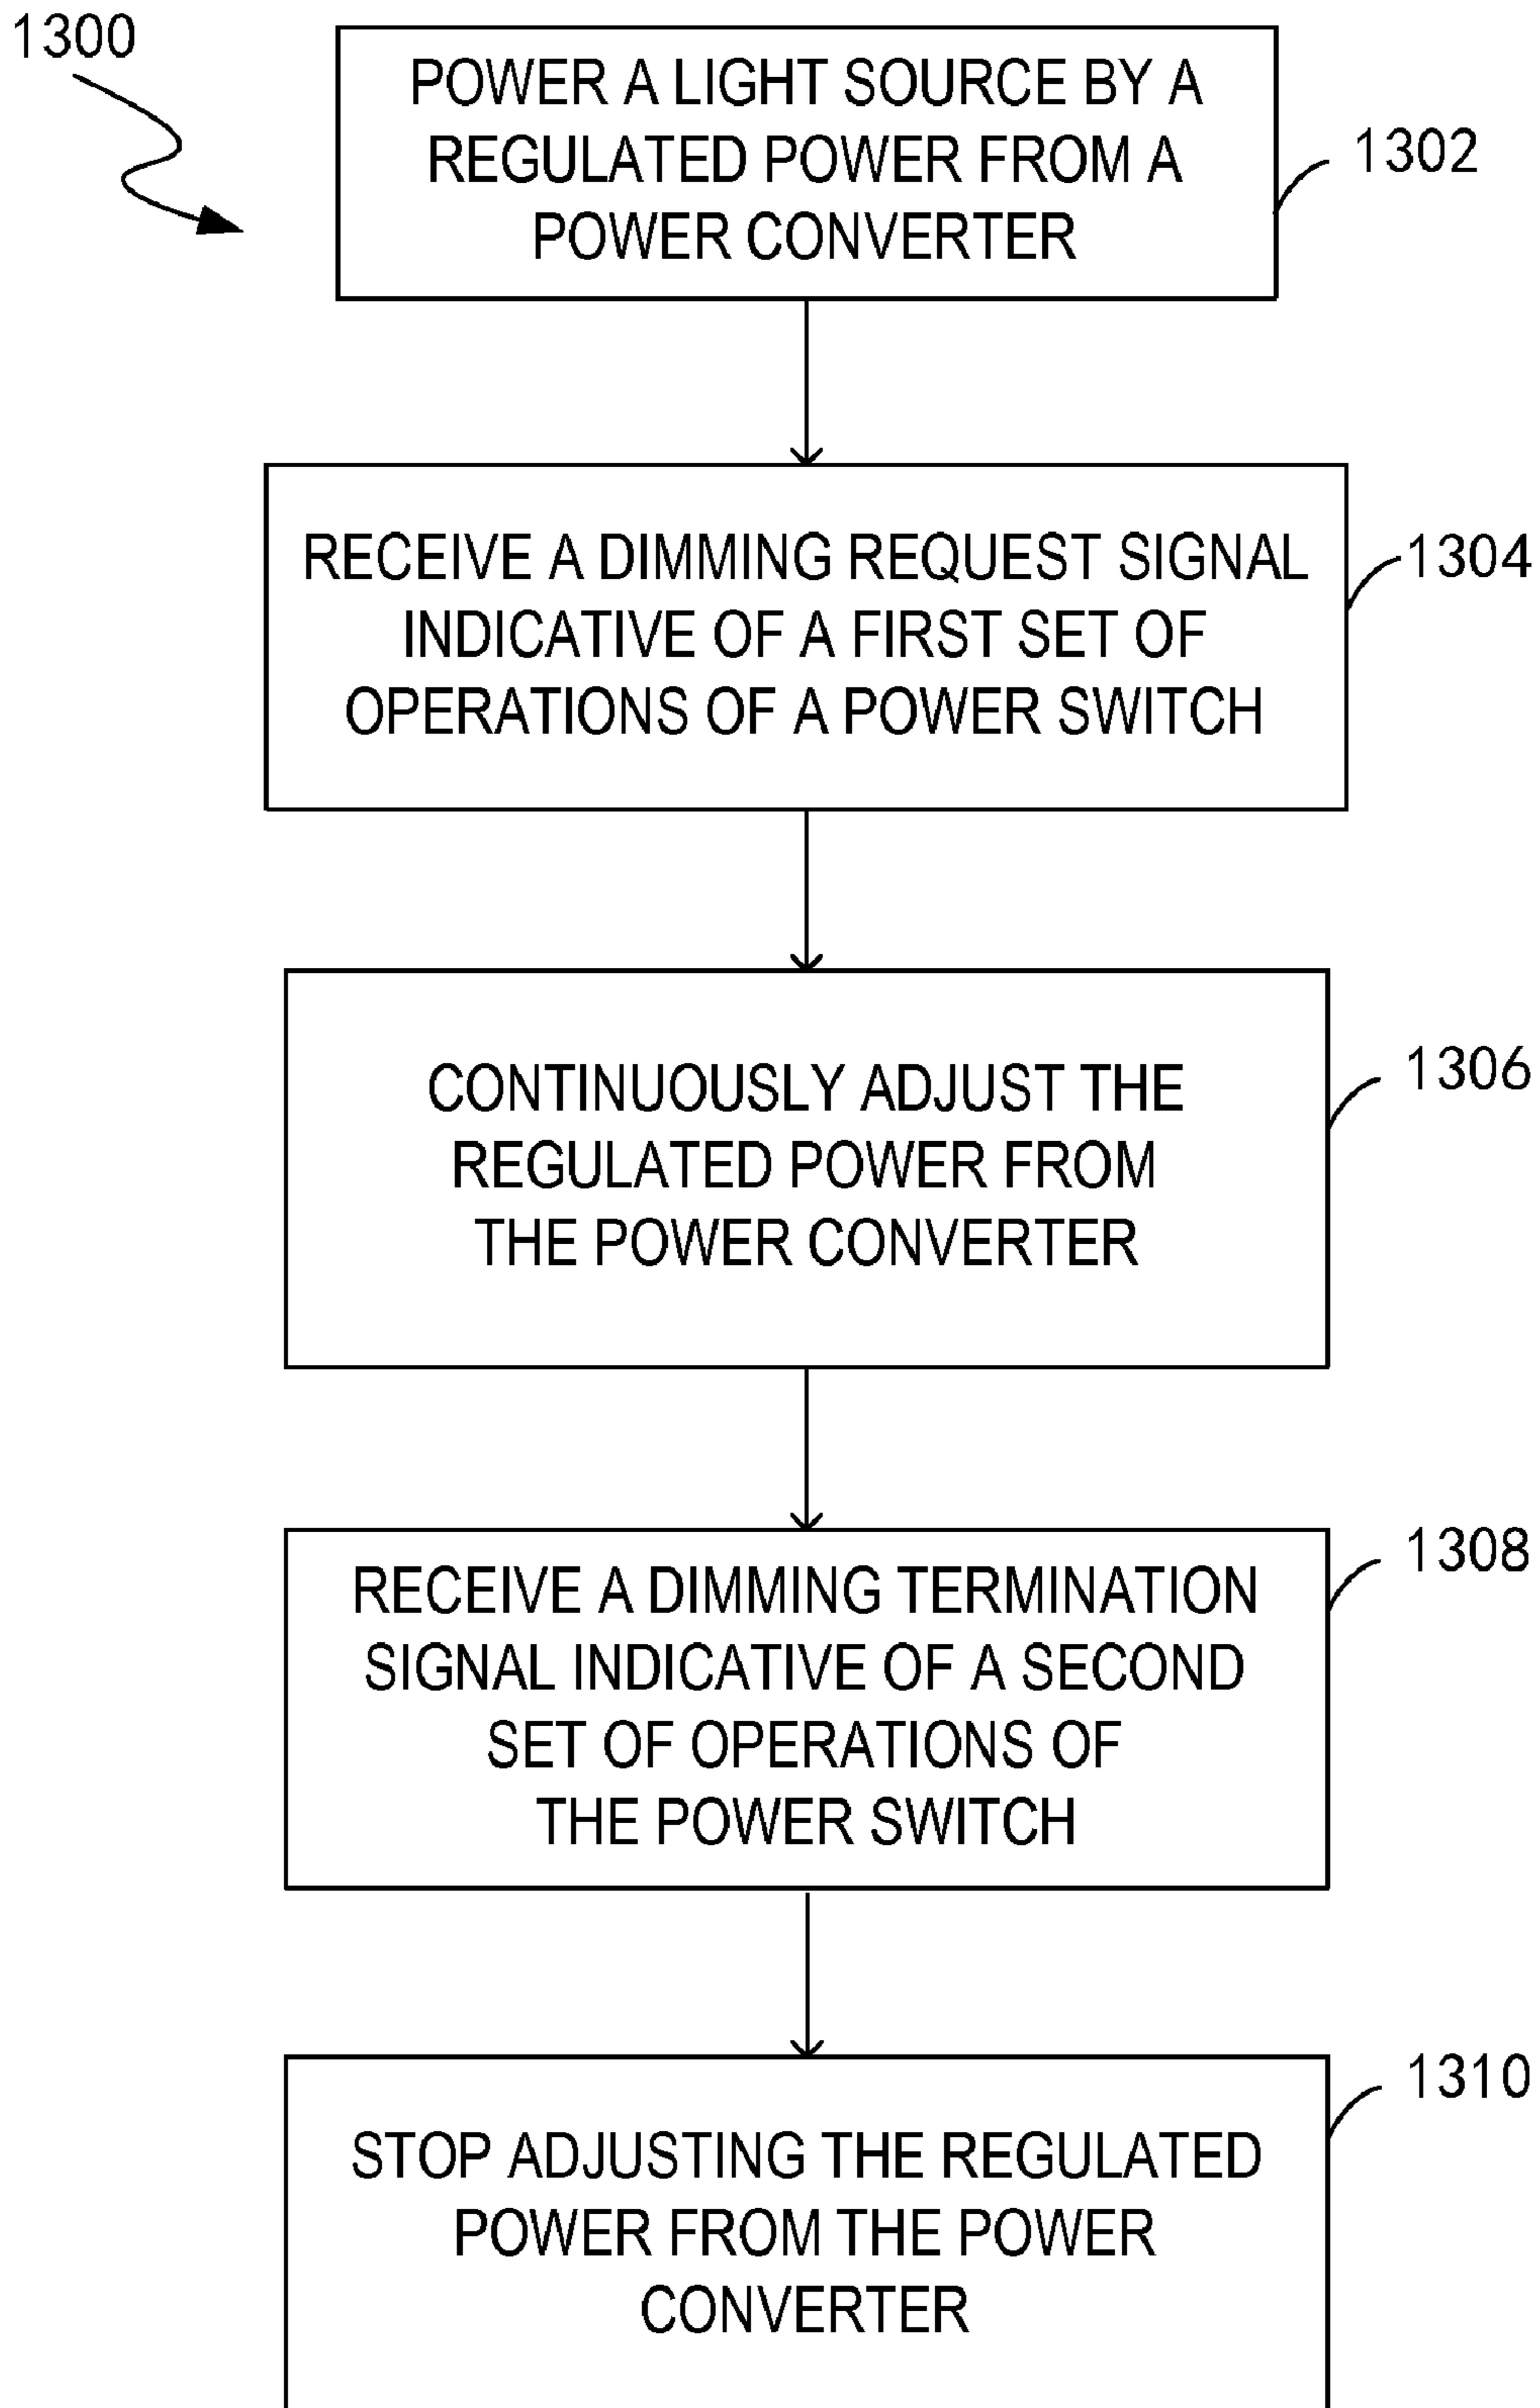 1300
POWER A LIGHT SOURCE BY A
REGULATED POWER FROM A
POWER CONVERTER
1302
RECEIVE A DIMMING REQUEST SIGNAL
INDICATIVE OF A FIRST SET OF
OPERATIONS OF A POWER SWITCH
1304
CONTINUOUSLY ADJUST THE
REGULATED POWER FROM
THE POWER CONVERTER
1306
RECEIVE A DIMMING TERMINATION
SIGNAL INDICATIVE OF A SECOND
SET OF OPERATIONS OF
THE POWER SWITCH
1308
STOP ADJUSTING THE REGULATED
POWER FROM THE POWER
CONVERTER
1310